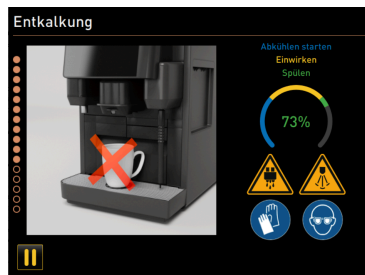 Entkalkung
Abkühlen starten
Einwirken
Spülen
73%